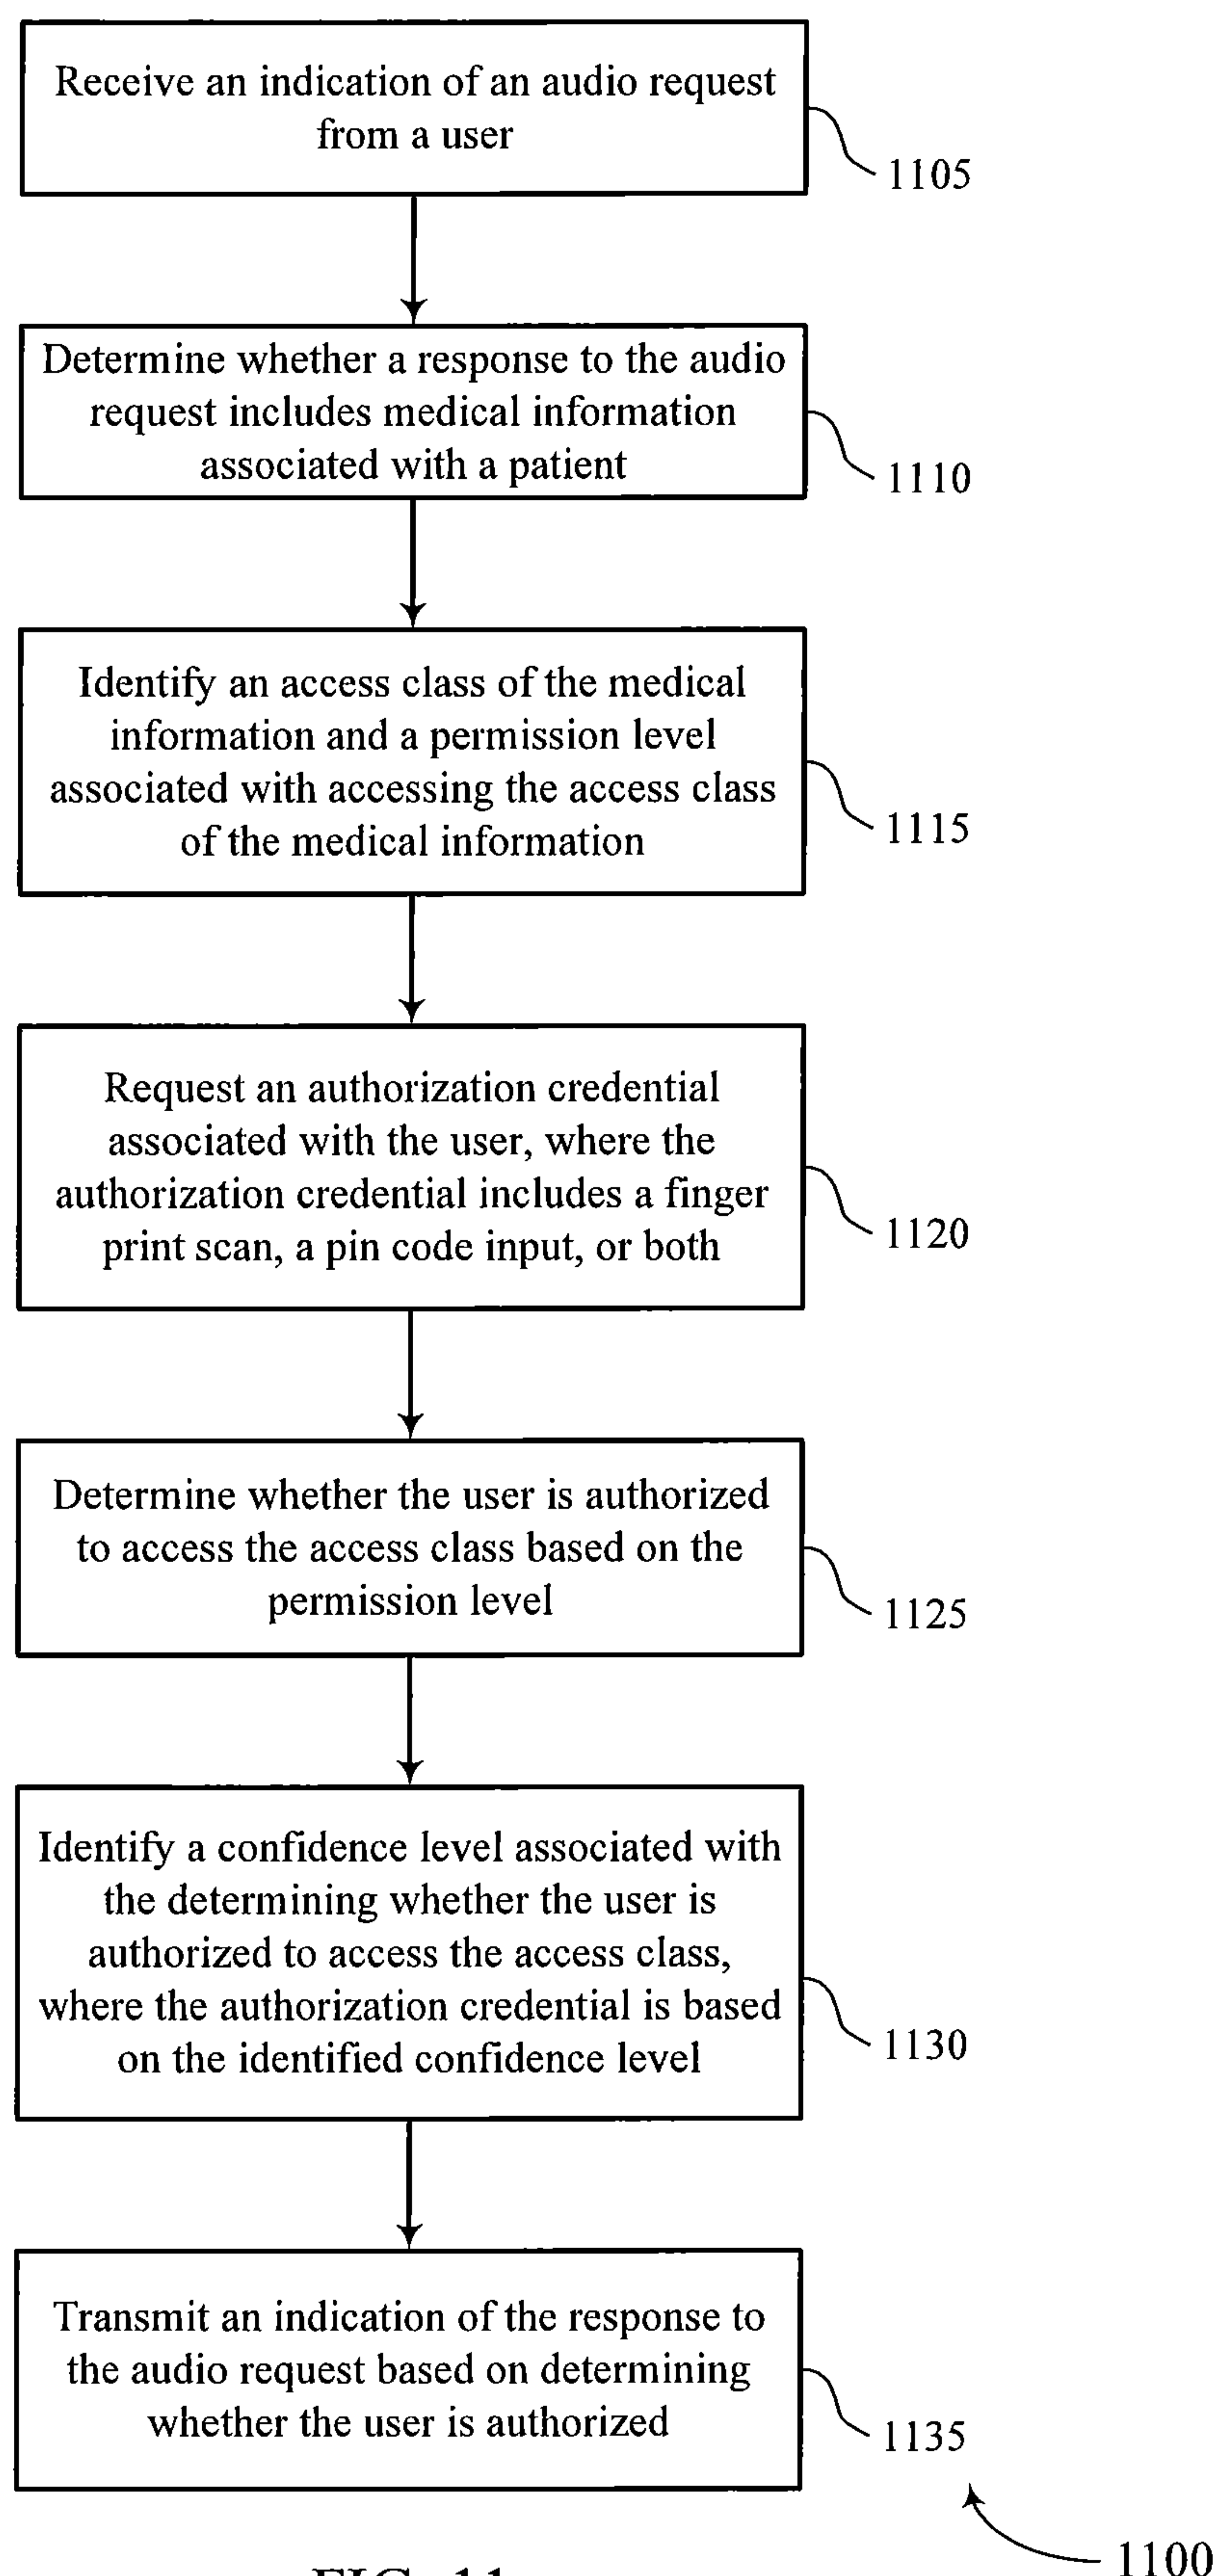 Receive an indication of an audio request
from a user
1105
Determine whether a response to the audio
request includes medical information
associated with a patient
1110
Identify an access class of the medical
information and a permission level
associated with accessing the access class
of the medical information
1115
Request an authorization credential
associated with the user, where the
authorization credential includes a finger
print scan, a pin code input, or both
1120
Determine whether the user is authorized
to access the access class based on the
permission level
1125
Identify a confidence level associated with
the determining whether the user is
authorized to access the access class,
where the authorization credential is based
on the identified confidence level
1130
Transmit an indication of the response to
the audio request based on determining
whether the user is authorized
1135
1100
FIG. 11